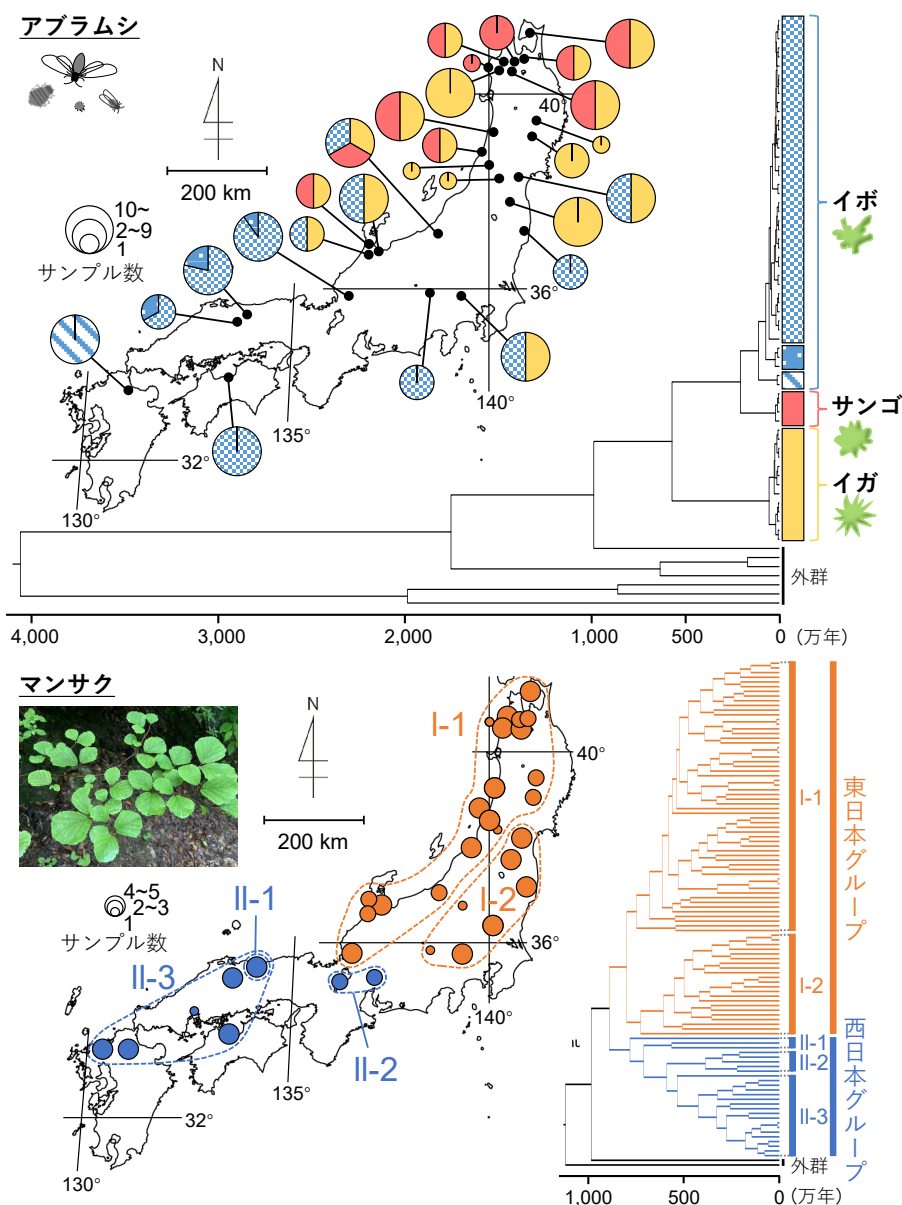 アブラムシ
N
200 km
10~
2~9
1
サンプル数
40°
36°
140°
135°
32°
130°
イボ
サンゴ
イガ
外群
4,000
3,000
2,000
1,000
500
0
(万年)
マンサク
N
200 km
4~5
2~3
1
サンプル数
I-1
I-2
II-1
II-2
II-3
40°
36°
140°
135°
32°
130°
I-1
I-2
II-1
II-2
II-3
東日本グループ
西日本グループ
外群
1,000
500
0
(万年)